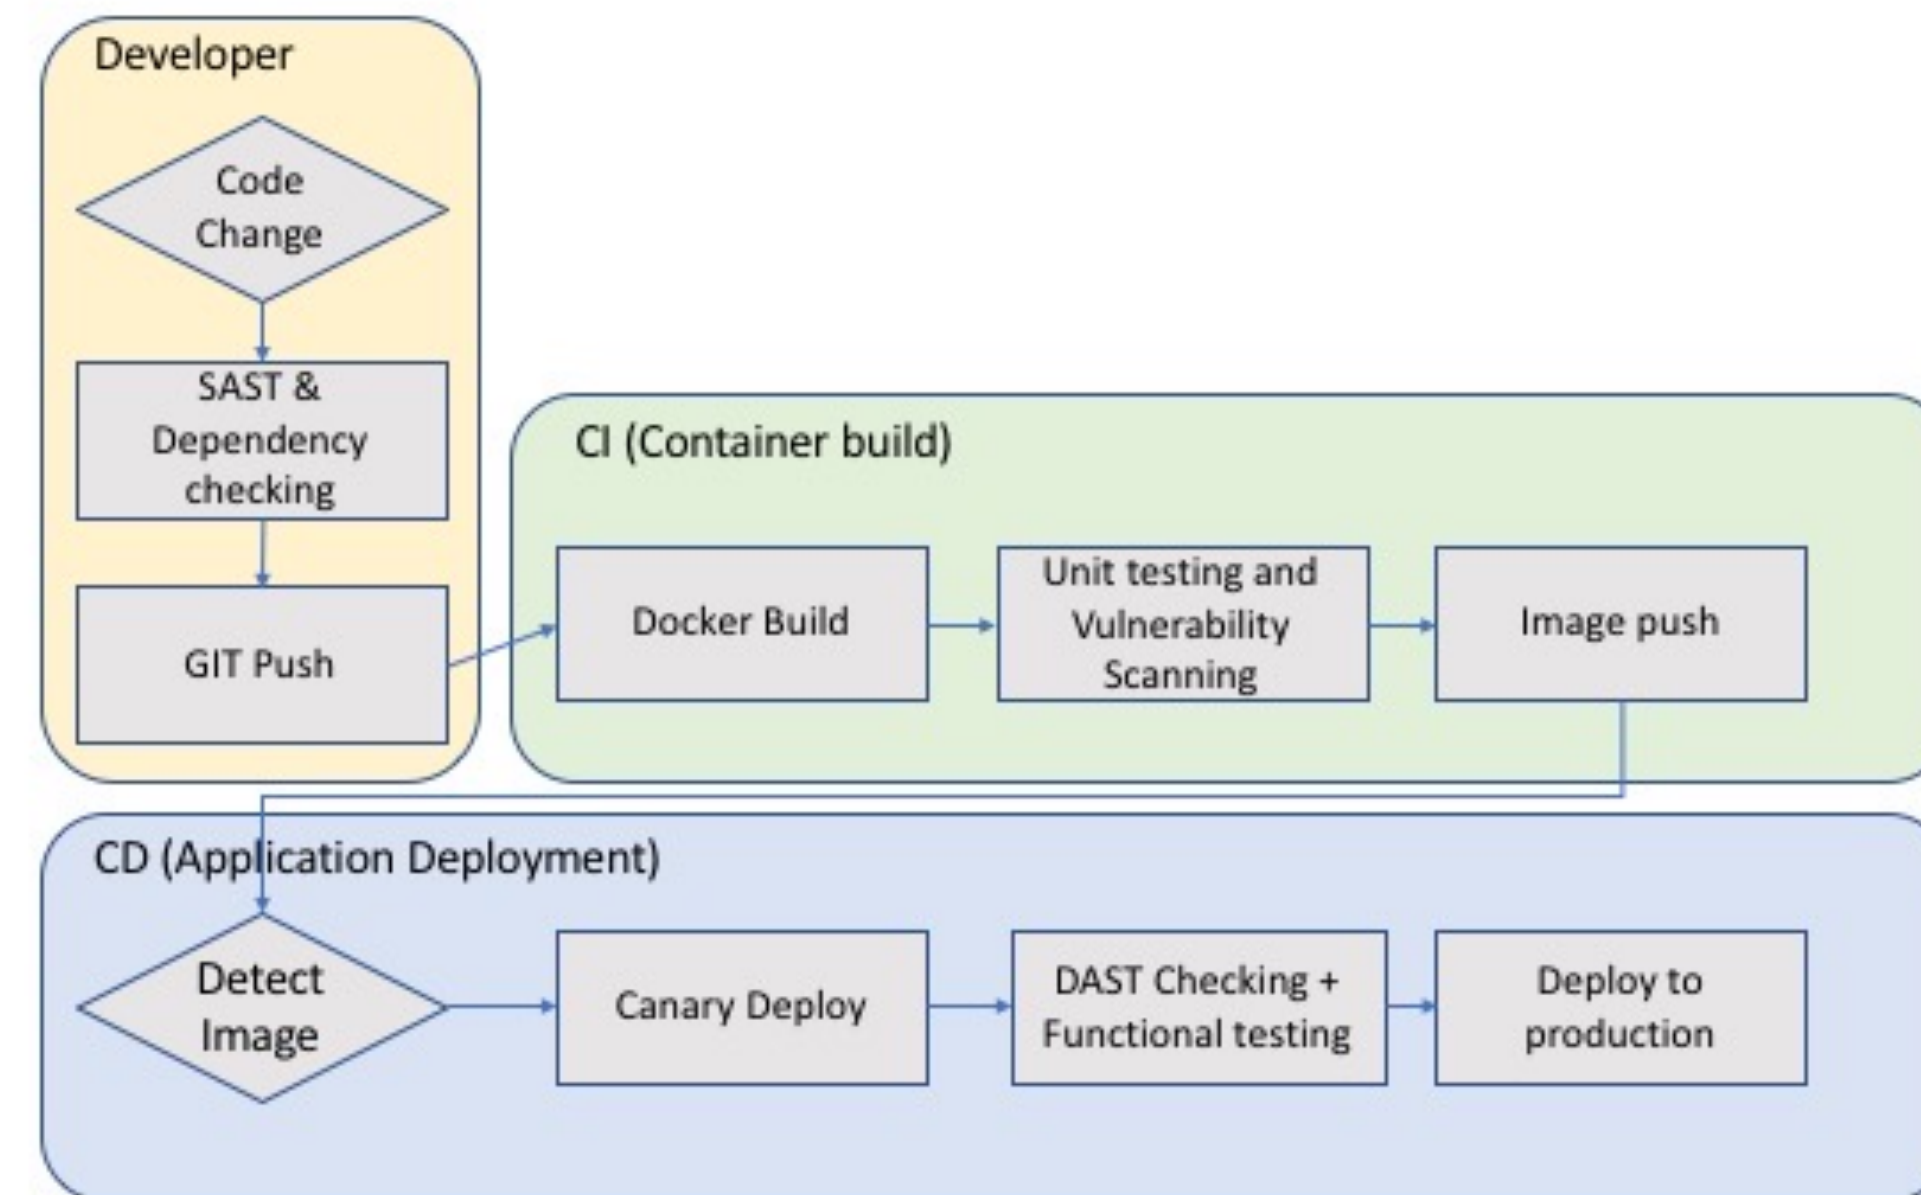 Developer
Code
Change
SAST &
Dependency
checking
GIT Push
CI (Container build)
Docker Build
Unit testing and
Vulnerability
Scanning
Image push
CD (Application Deployment)
Detect
Image
Canary Deploy
DAST Checking +
Functional testing
Deploy to
production